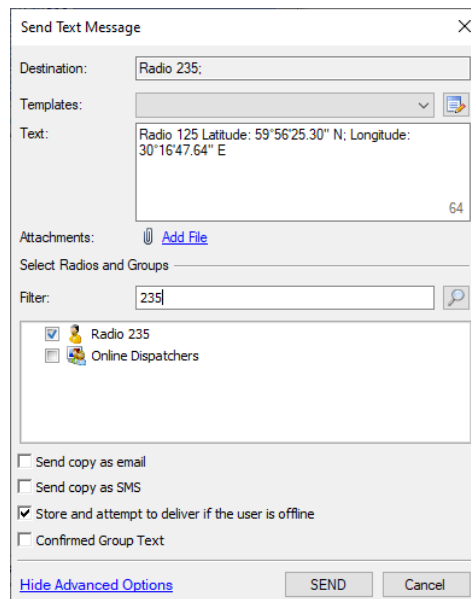 Send Text Message
Destination: Radio 235;
Templates:
Text: Radio 125 Latitude: 59°56'25.30" N; Longitude:
30°16'47.64" E
64
Attachments: Add File
Select Radios and Groups
Filter: 235
Radio 235
Online Dispatchers
Send copy as email
Send copy as SMS
Store and attempt to deliver if the user is offline
Confirmed Group Text
Hide Advanced Options SEND Cancel